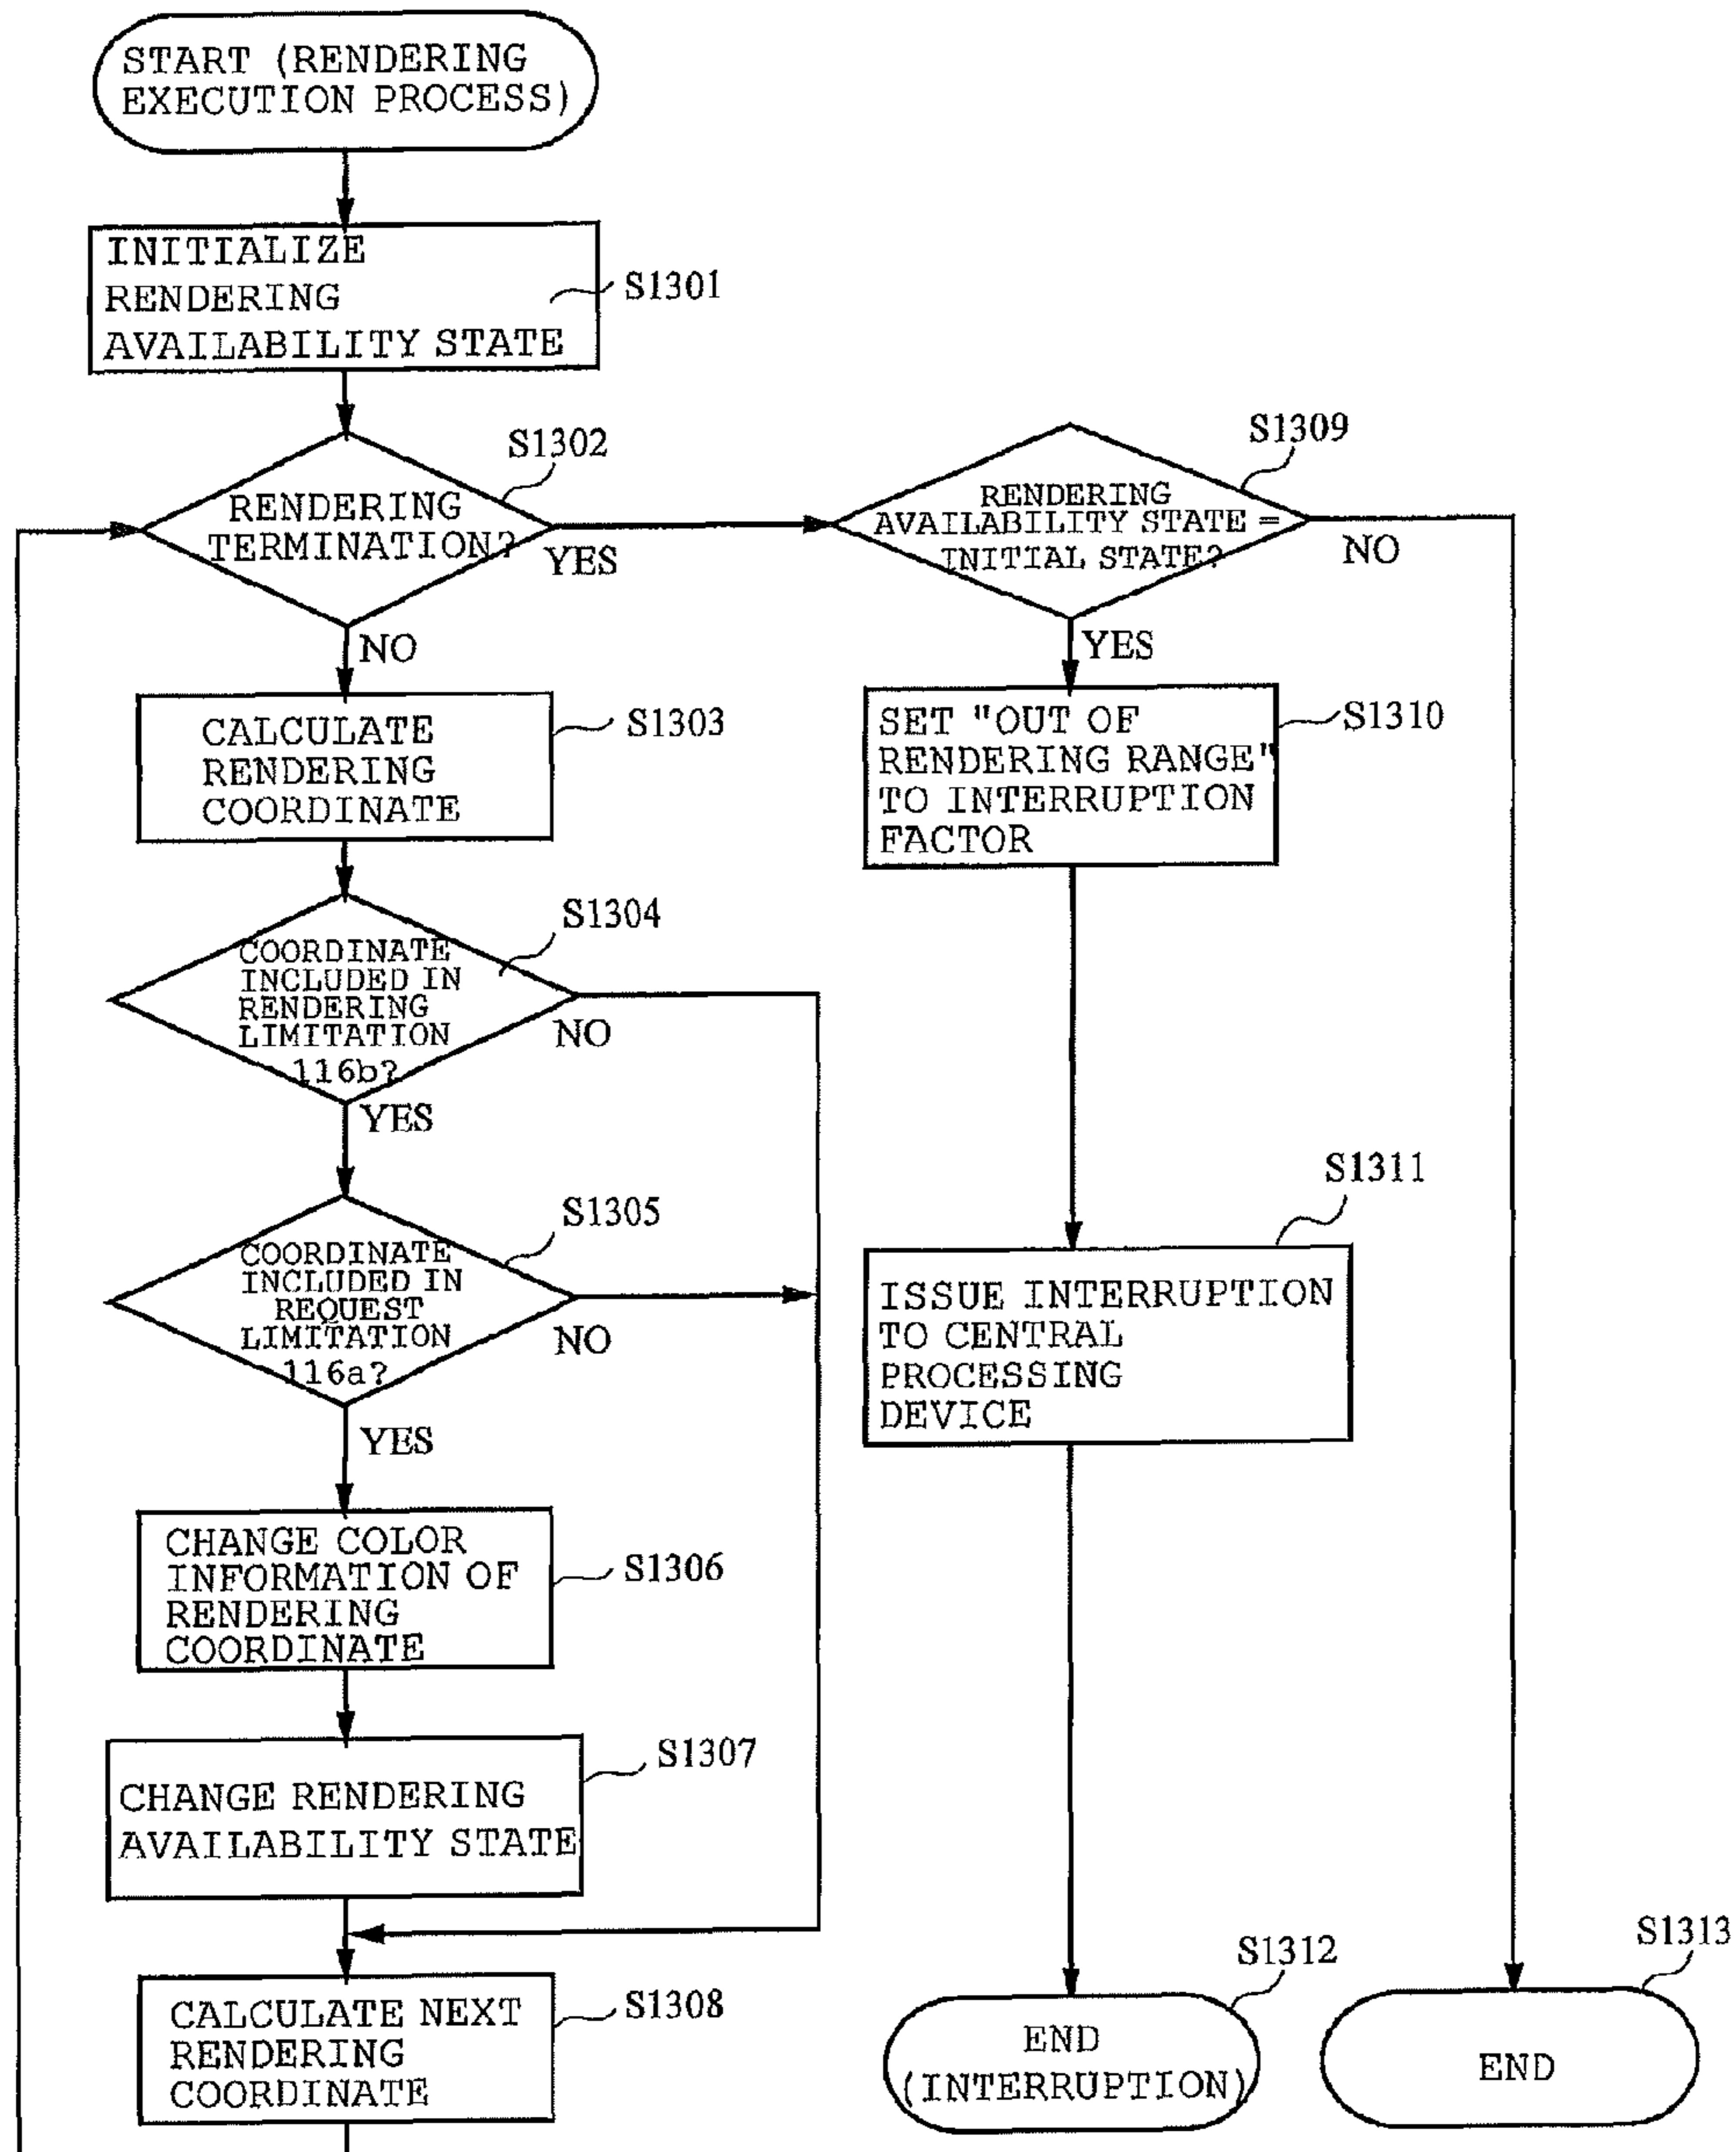 START (RENDERING
EXECUTION PROCESS)
INITIALIZE
RENDERING
AVAILABILITY STATE
S1301
RENDERING
TERMINATION?
S1302
YES
NO
CALCULATE
RENDERING
COORDINATE
S1303
COORDINATE
INCLUDED IN
RENDERING
LIMITATION
116b?
S1304
NO
YES
COORDINATE
INCLUDED IN
REQUEST
LIMITATION
116a?
S1305
NO
YES
CHANGE COLOR
INFORMATION OF
RENDERING
COORDINATE
S1306
CHANGE RENDERING
AVAILABILITY STATE
S1307
CALCULATE NEXT
RENDERING
COORDINATE
S1308
RENDERING
AVAILABILITY STATE =
INITIAL STATE?
S1309
NO
YES
SET "OUT OF
RENDERING RANGE"
TO INTERRUPTION
FACTOR
S1310
ISSUE INTERRUPTION
TO CENTRAL
PROCESSING
DEVICE
S1311
END
(INTERRUPTION)
S1312
END
S1313